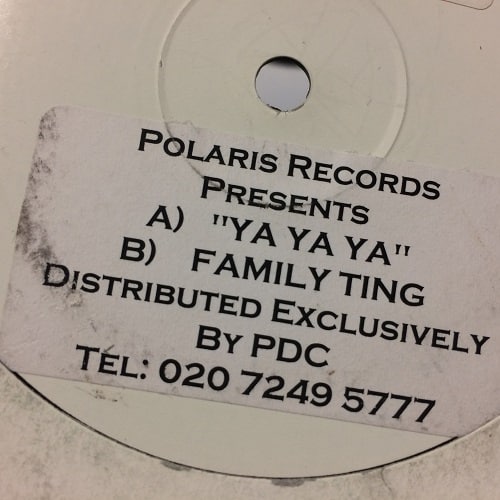 POLARIS RECORDS
PRESENTS
A) "YA YA YA"
B) FAMILY TING
DISTRIBUTED EXCLUSIVELY
BY PDC
TEL: 020 7249 5777